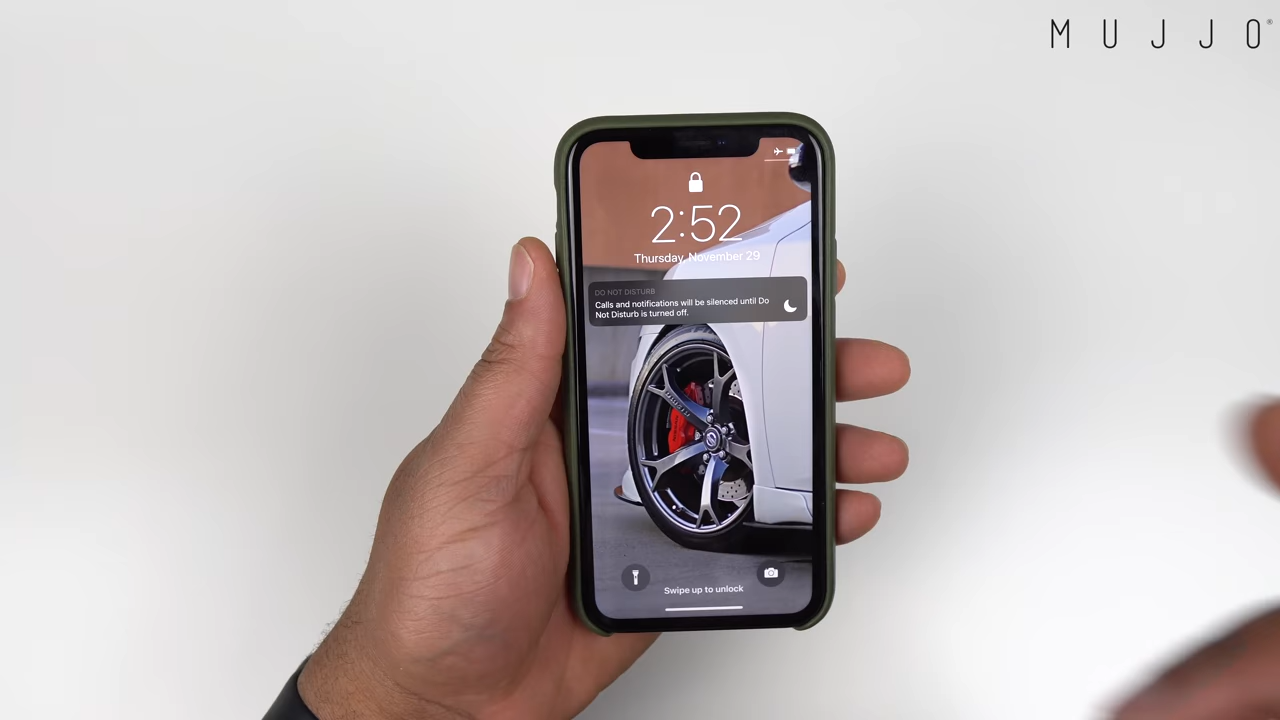 MUJJO®
2:52
Thursday, November 29
DO NOT DISTURB
Calls and notifications will be silenced until Do
Not Disturb is turned off.
Swipe up to unlock